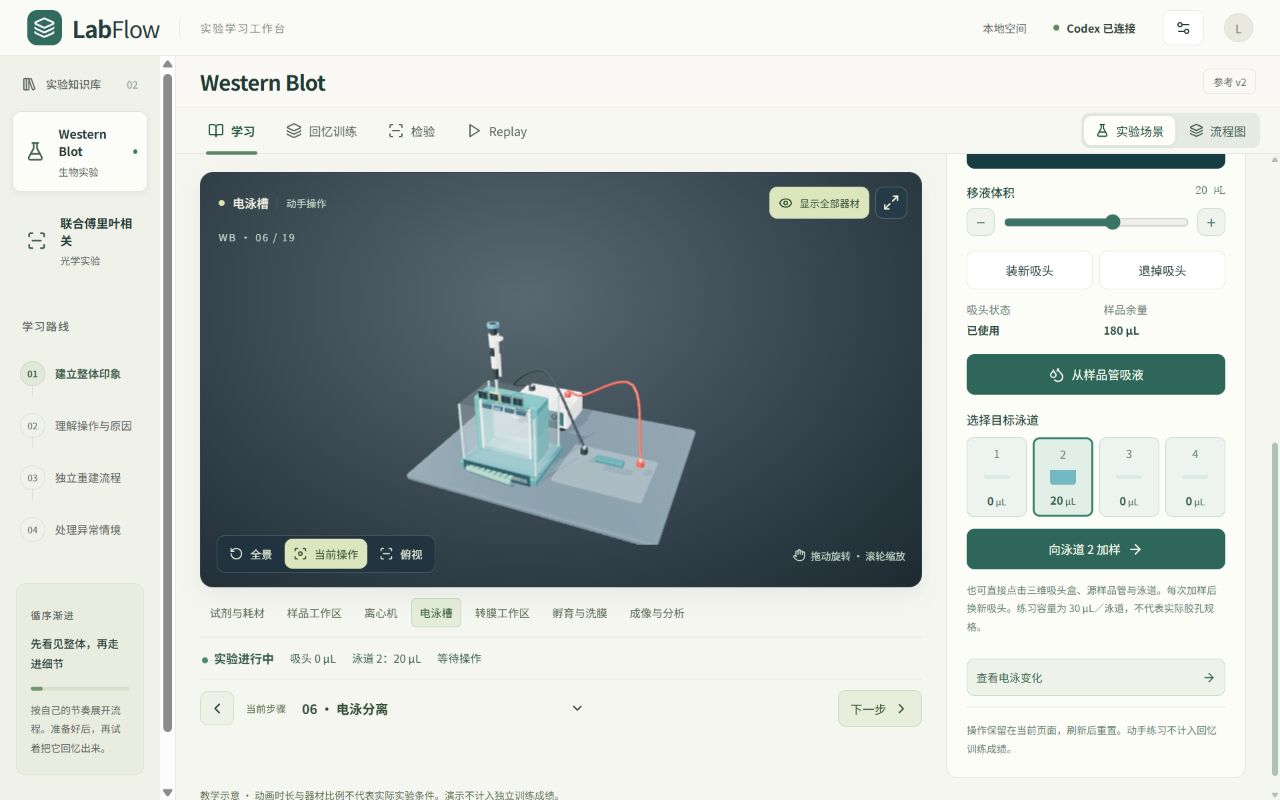 LabFlow
实验学习工作台
本地空间
Codex 已连接
L
实验知识库
02
Western Blot
生物实验
联合傅里叶相关
光学实验
学习路线
01
建立整体印象
02
理解操作与原因
03
独立重建流程
04
处理异常情境
循序渐进
先看见整体，再走
进细节
按自己的节奏展开流
程。准备好后，再试
着把它回忆出来。
Western Blot
参考 v2
学习
回忆训练
检验
Replay
实验场景
流程图
电泳槽
动手操作
显示全部器材
WB · 06 / 19
全景
当前操作
俯视
拖动旋转 · 滚轮缩放
试剂与耗材
样品工作区
离心机
电泳槽
转膜工作区
孵育与洗膜
成像与分析
实验进行中
吸头 0 µL
泳道 2：20 µL
等待操作
当前步骤
06 · 电泳分离
下一步
教学示意 · 动画时长与器材比例不代表实际实验条件。演示不计入独立训练成绩。
移液体积
20 µL
−
+
装新吸头
退掉吸头
吸头状态
样品余量
已使用
180 µL
从样品管吸液
选择目标泳道
1
2
3
4
0 µL
20 µL
0 µL
0 µL
向泳道 2 加样
也可直接点击三维吸头盒、源样品管与泳道。每次加样后
换新吸头。练习容量为 30 µL／泳道，不代表实际胶孔规
格。
查看电泳变化
操作保留在当前页面，刷新后重置。动手练习不计入回忆
训练成绩。